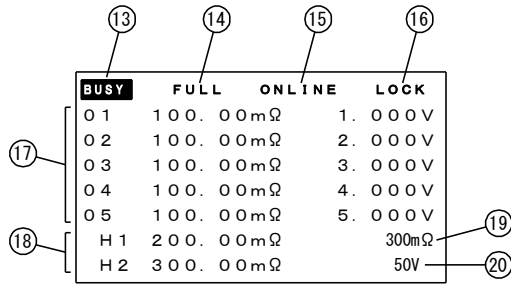 ⑬ ⑭ ⑮ ⑯
BUSY FULL ONLINE LOCK
01 100.00mΩ 1.000V
02 100.00mΩ 2.000V
⑰ 03 100.00mΩ 3.000V
04 100.00mΩ 4.000V
05 100.00mΩ 5.000V
⑱ H1 200.00mΩ 300mΩ ⑲
H2 300.00mΩ 50V ⑳